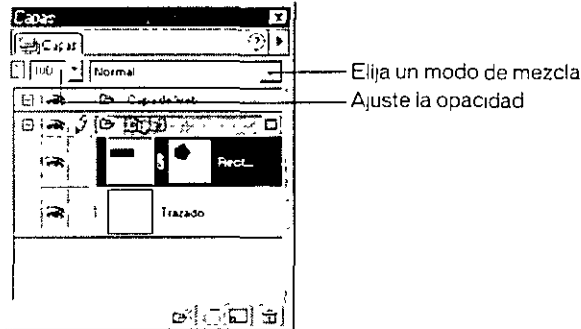 Capas
Capas
100 Normal
Elija un modo de mezcla
Ajuste la opacidad
Rect...
Trazado